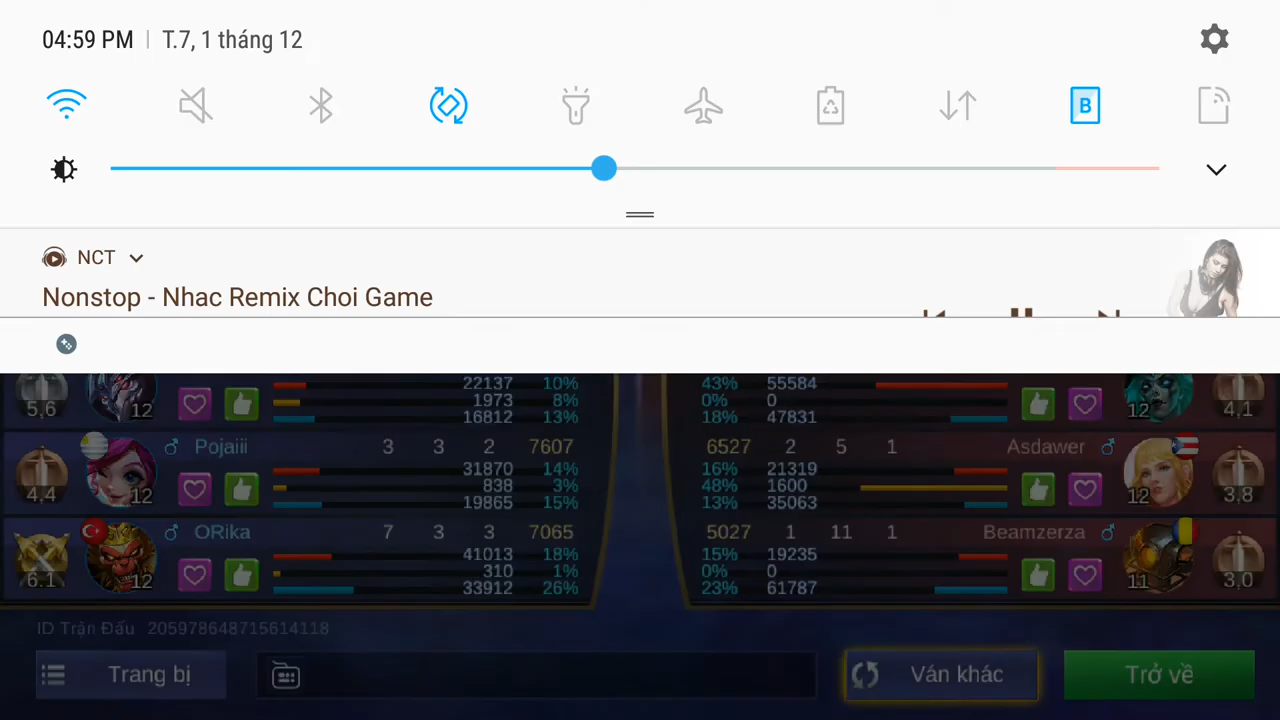 04:59 PM | T.7, 1 tháng 12
B
NCT
Nonstop - Nhac Remix Choi Game
5,6 12 22137 10% 43% 55584 12 4,1
1973 8% 0% 0
16812 13% 18% 47831
Pojaiii 3 3 2 7607 6527 2 5 1 Asdawer
4,4 12 31870 14% 16% 21319 12 3,8
838 3% 48% 1600
19865 15% 13% 35063
ORika 7 3 3 7065 5027 1 11 1 Beamzerza
6,1 12 41013 18% 15% 19235 11 3,0
310 1% 0% 0
33912 26% 23% 61787
ID Trận Đấu 205978648715614118
Trang bị Ván khác Trở về